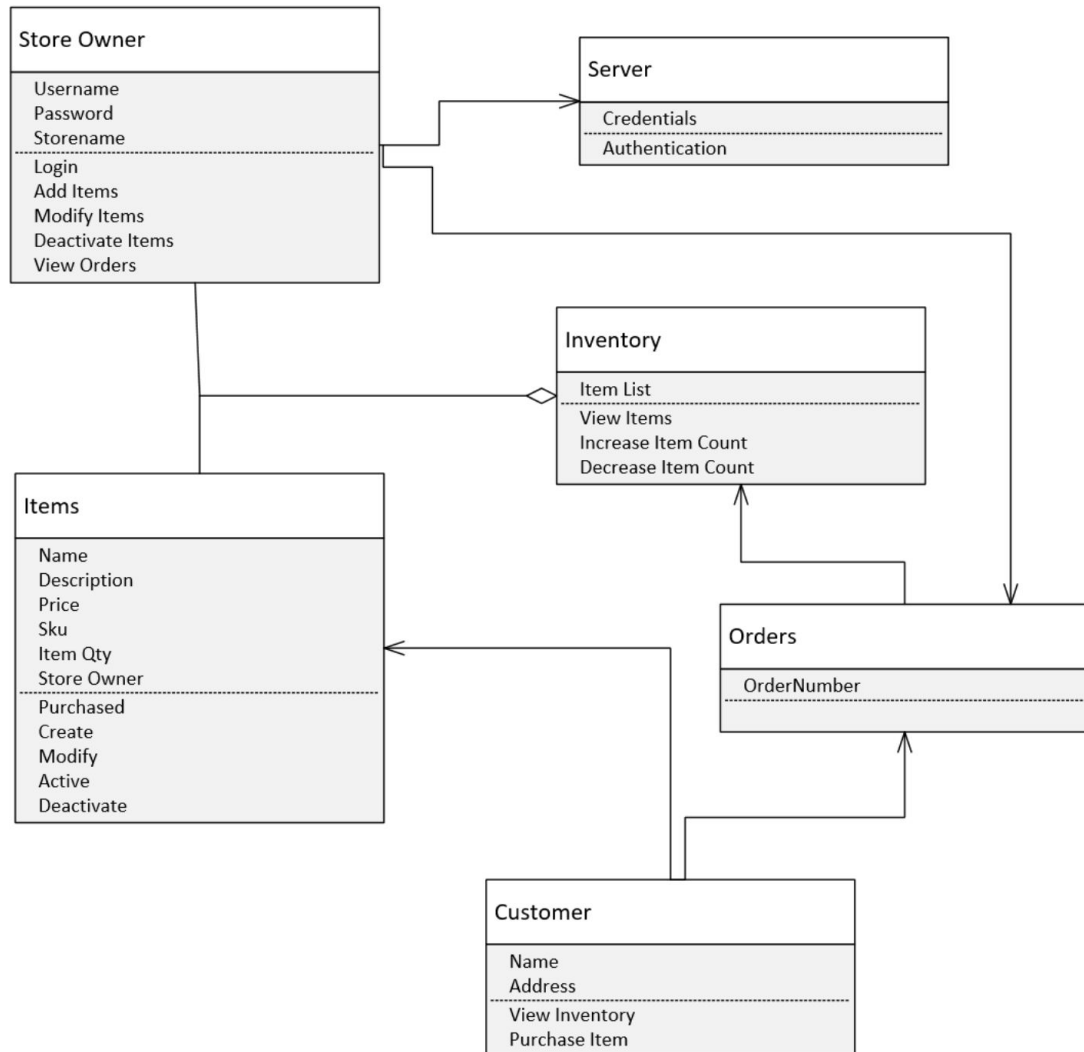 Store Owner
Username
Password
Storename
Login
Add Items
Modify Items
Deactivate Items
View Orders
Server
Credentials
Authentication
Inventory
Item List
View Items
Increase Item Count
Decrease Item Count
Items
Name
Description
Price
Sku
Item Qty
Store Owner
Purchased
Create
Modify
Active
Deactivate
Orders
OrderNumber
Customer
Name
Address
View Inventory
Purchase Item